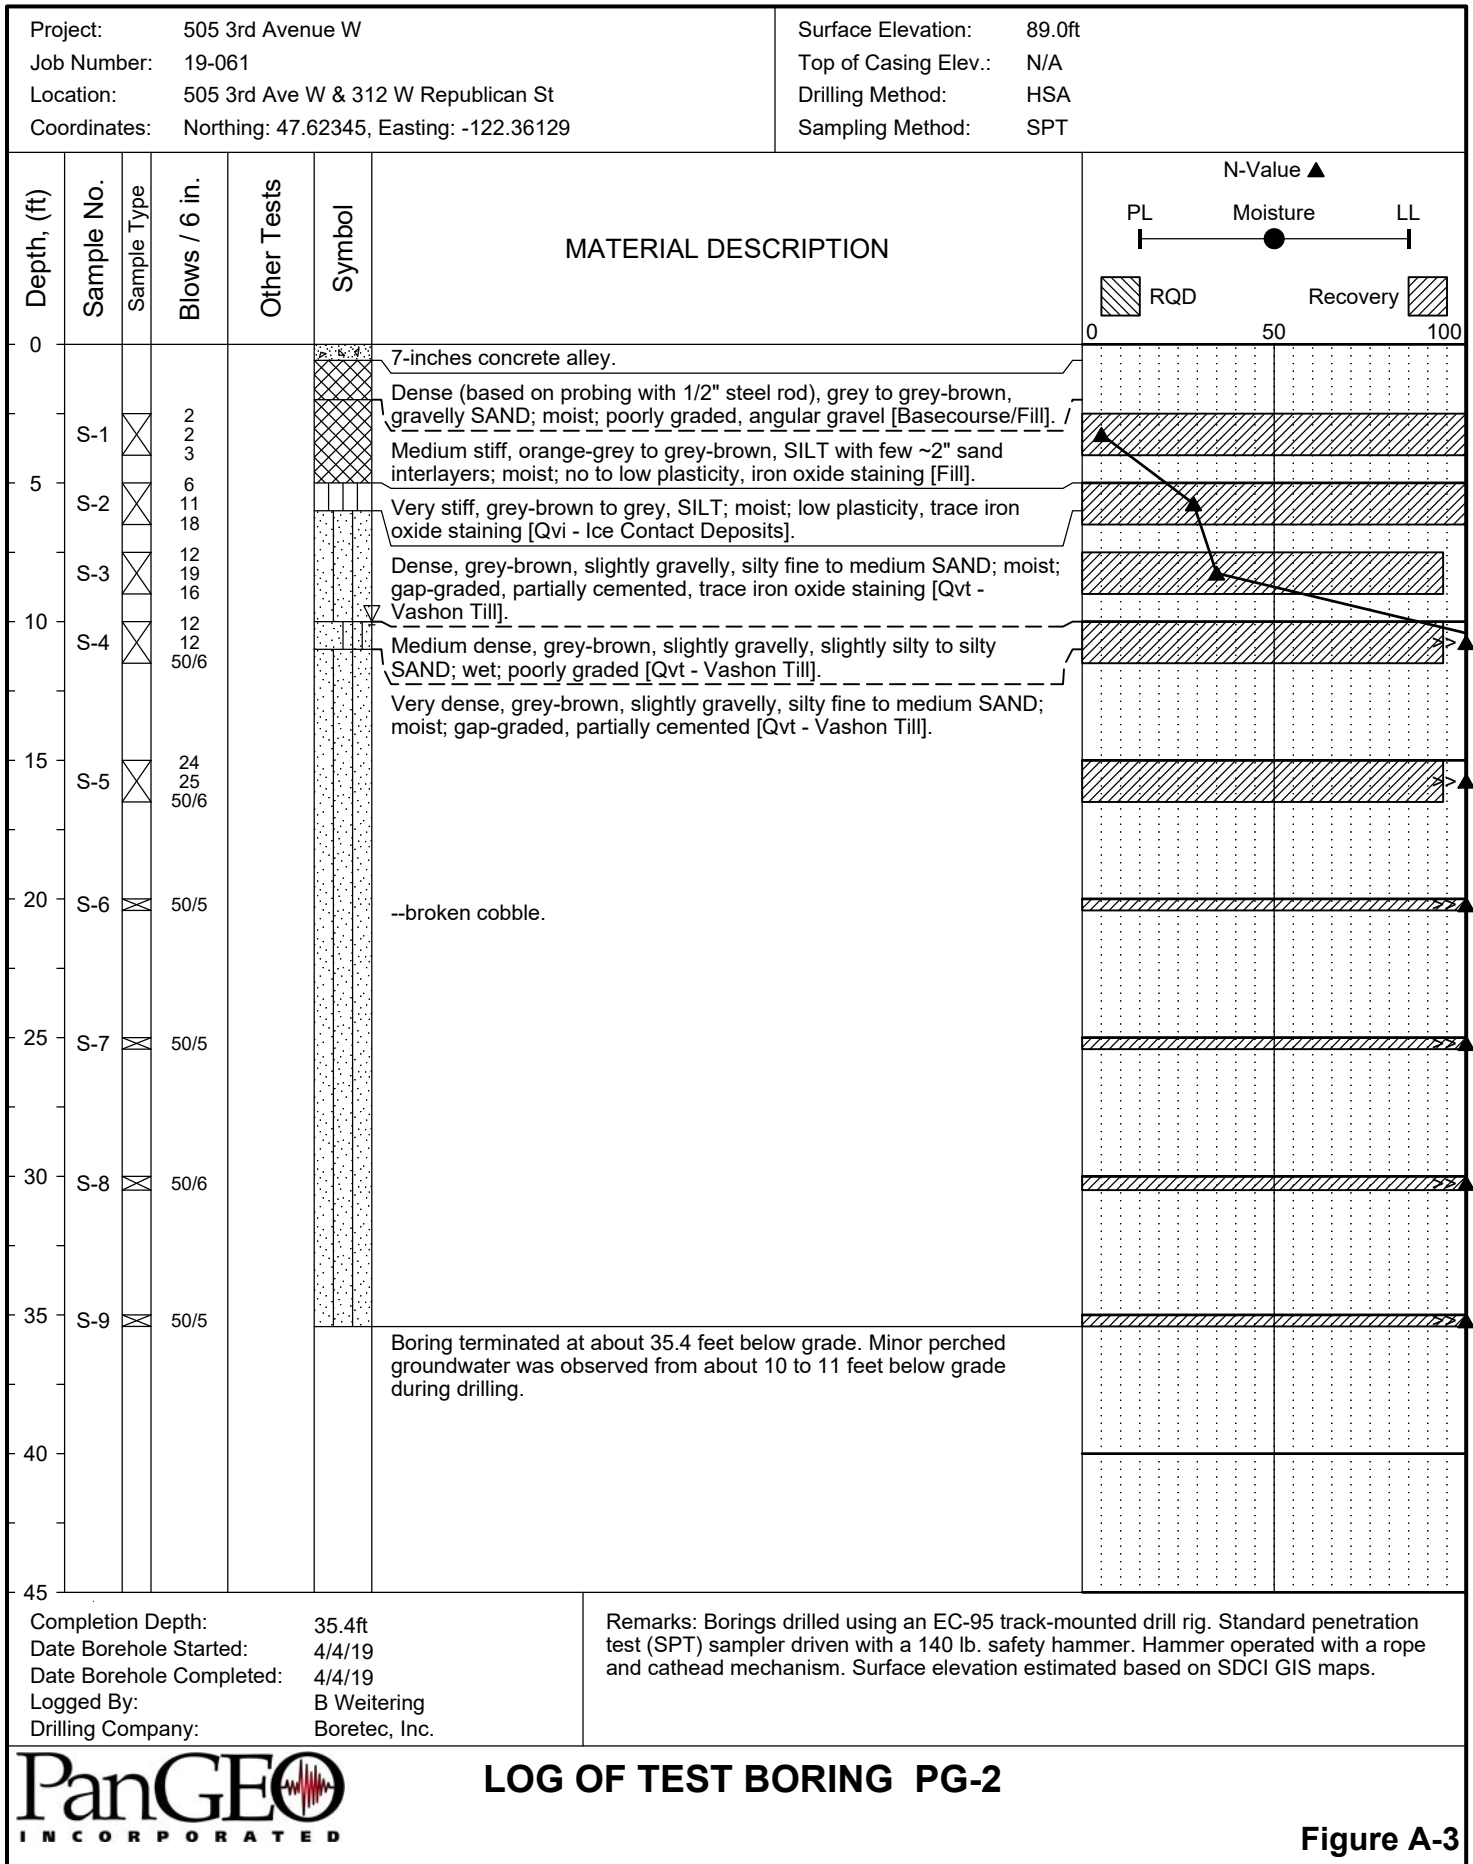 Project: 505 3rd Avenue W
Job Number: 19-061
Location: 505 3rd Ave W & 312 W Republican St
Coordinates: Northing: 47.62345, Easting: -122.36129
Surface Elevation: 89.0ft
Top of Casing Elev.: N/A
Drilling Method: HSA
Sampling Method: SPT
Depth, (ft)
Sample No.
Sample Type
Blows / 6 in.
Other Tests
Symbol
MATERIAL DESCRIPTION
N-Value ▲
PL Moisture LL
RQD Recovery
0 50 100
0
7-inches concrete alley.
Dense (based on probing with 1/2" steel rod), grey to grey-brown,
gravelly SAND; moist; poorly graded, angular gravel [Basecourse/Fill].
S-1
2
2
3
Medium stiff, orange-grey to grey-brown, SILT with few ~2" sand
interlayers; moist; no to low plasticity, iron oxide staining [Fill].
5
S-2
6
11
18
Very stiff, grey-brown to grey, SILT; moist; low plasticity, trace iron
oxide staining [Qvi - Ice Contact Deposits].
S-3
12
19
16
Dense, grey-brown, slightly gravelly, silty fine to medium SAND; moist;
gap-graded, partially cemented, trace iron oxide staining [Qvt -
Vashon Till].
10
S-4
12
12
50/6
>>
Medium dense, grey-brown, slightly gravelly, slightly silty to silty
SAND; wet; poorly graded [Qvt - Vashon Till].
Very dense, grey-brown, slightly gravelly, silty fine to medium SAND;
moist; gap-graded, partially cemented [Qvt - Vashon Till].
15
S-5
24
25
50/6
>>
20
S-6 50/5
>>
--broken cobble.
25
S-7 50/5
>>
30
S-8 50/6
>>
35
S-9 50/5
>>
Boring terminated at about 35.4 feet below grade. Minor perched
groundwater was observed from about 10 to 11 feet below grade
during drilling.
40
45
Completion Depth: 35.4ft
Date Borehole Started: 4/4/19
Date Borehole Completed: 4/4/19
Logged By: B Weitering
Drilling Company: Boretec, Inc.
Remarks: Borings drilled using an EC-95 track-mounted drill rig. Standard penetration
test (SPT) sampler driven with a 140 lb. safety hammer. Hammer operated with a rope
and cathead mechanism. Surface elevation estimated based on SDCI GIS maps.
PanGEO
INCORPORATED
LOG OF TEST BORING PG-2
Figure A-3